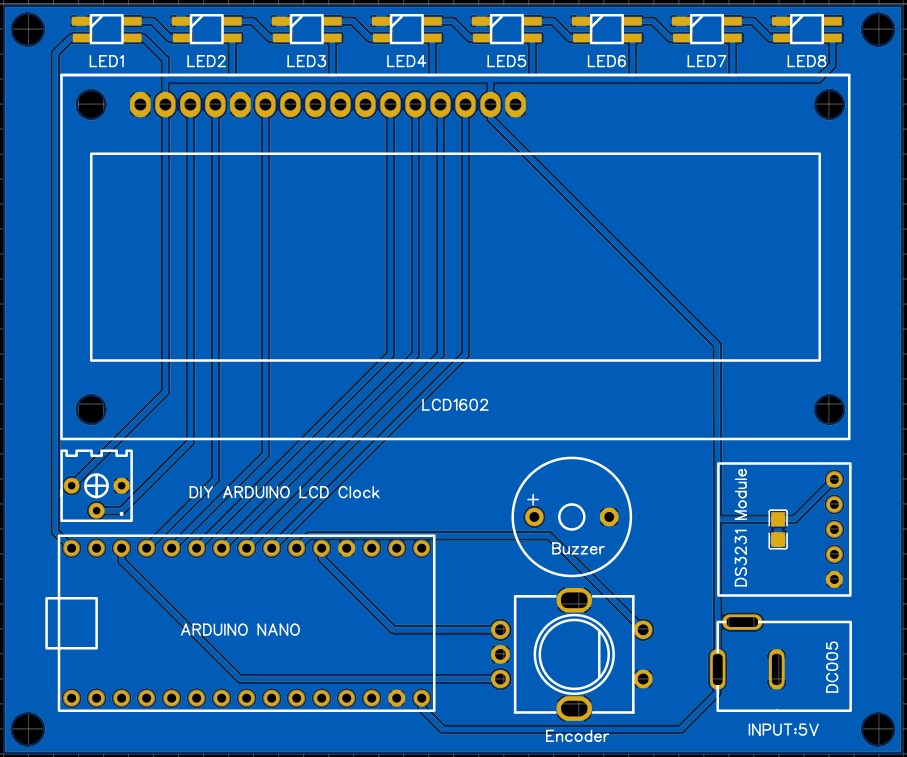 LED1 LED2 LED3 LED4 LED5 LED6 LED7 LED8
LCD1602
DIY ARDUINO LCD Clock
+
Buzzer
DS3231 Module
ARDUINO NANO
DC005
INPUT:5V
Encoder